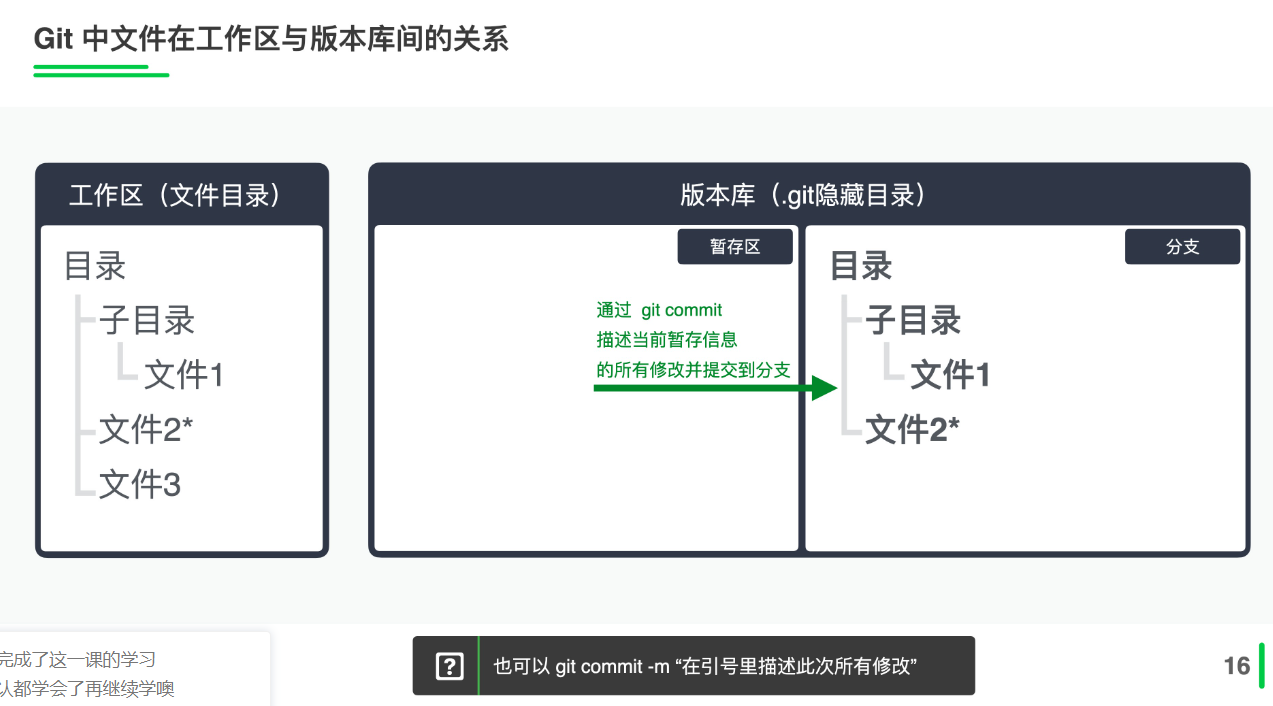 Git 中文件在工作区与版本库间的关系
工作区（文件目录）
目录
子目录
文件1
文件2*
文件3
版本库（.git隐藏目录）
暂存区
通过 git commit
描述当前暂存信息
的所有修改并提交到分支
分支
目录
子目录
文件1
文件2*
完成了这一课的学习
都学会了再继续学噢
也可以 git commit -m “在引号里描述此次所有修改”
16